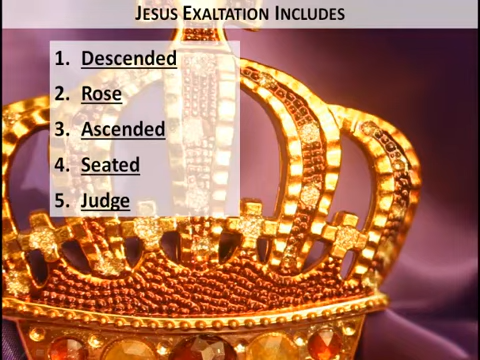 JESUS EXALTATION INCLUDES
1. Descended
2. Rose
3. Ascended
4. Seated
5. Judge